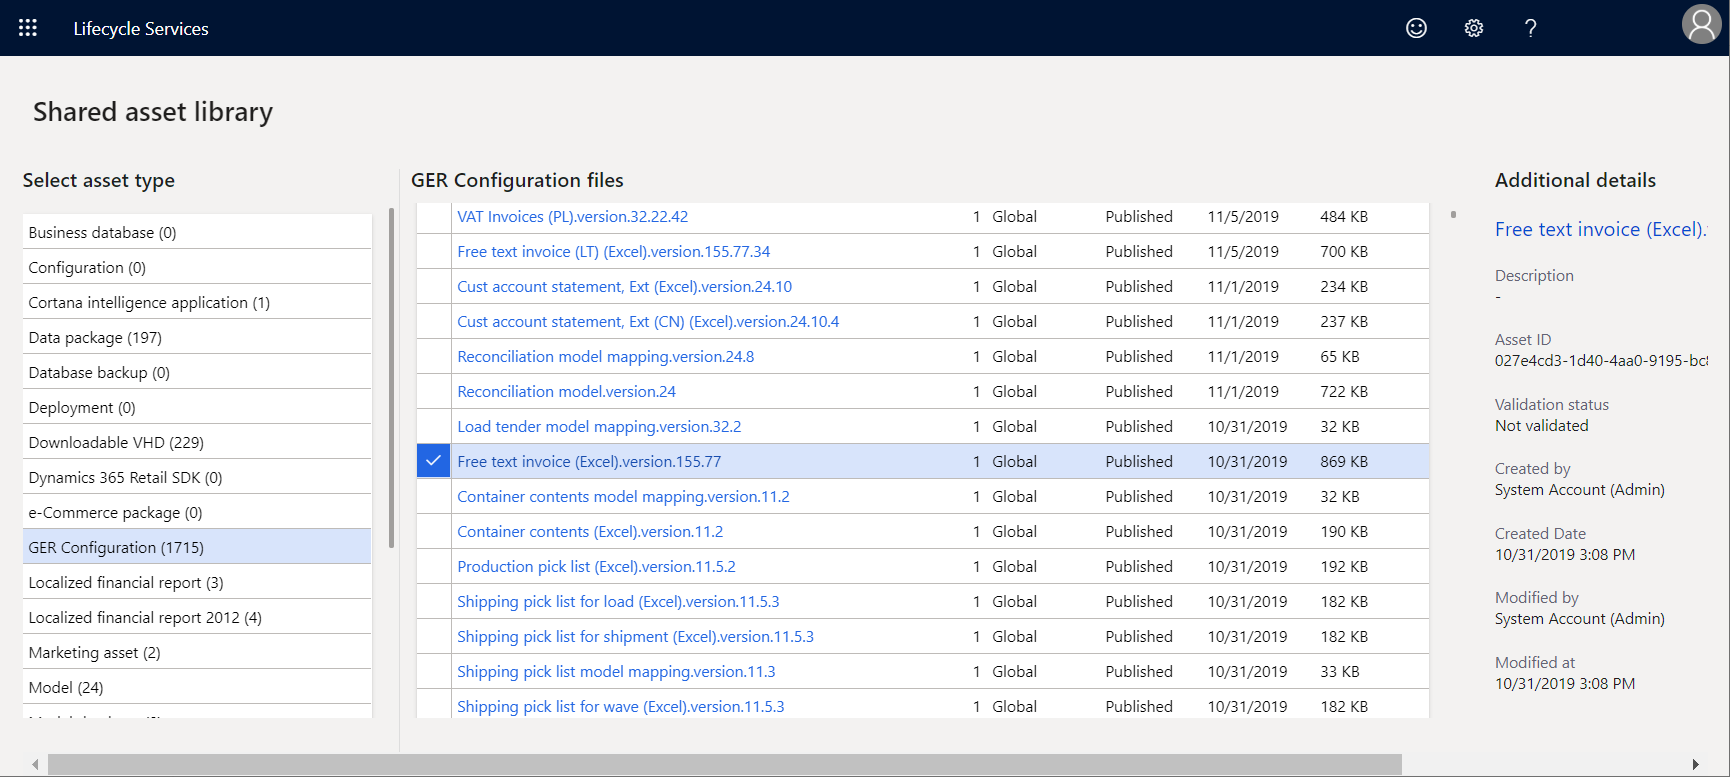 Lifecycle Services
?
Shared asset library
Select asset type
Business database (0)
Configuration (0)
Cortana intelligence application (1)
Data package (197)
Database backup (0)
Deployment (0)
Downloadable VHD (229)
Dynamics 365 Retail SDK (0)
e-Commerce package (0)
GER Configuration (1715)
Localized financial report (3)
Localized financial report 2012 (4)
Marketing asset (2)
Model (24)
GER Configuration files
VAT Invoices (PL).version.32.22.42 1 Global Published 11/5/2019 484 KB
Free text invoice (LT) (Excel).version.155.77.34 1 Global Published 11/5/2019 700 KB
Cust account statement, Ext (Excel).version.24.10 1 Global Published 11/1/2019 234 KB
Cust account statement, Ext (CN) (Excel).version.24.10.4 1 Global Published 11/1/2019 237 KB
Reconciliation model mapping.version.24.8 1 Global Published 11/1/2019 65 KB
Reconciliation model.version.24 1 Global Published 11/1/2019 722 KB
Load tender model mapping.version.32.2 1 Global Published 10/31/2019 32 KB
Free text invoice (Excel).version.155.77 1 Global Published 10/31/2019 869 KB
Container contents model mapping.version.11.2 1 Global Published 10/31/2019 32 KB
Container contents (Excel).version.11.2 1 Global Published 10/31/2019 190 KB
Production pick list (Excel).version.11.5.2 1 Global Published 10/31/2019 192 KB
Shipping pick list for load (Excel).version.11.5.3 1 Global Published 10/31/2019 182 KB
Shipping pick list for shipment (Excel).version.11.5.3 1 Global Published 10/31/2019 182 KB
Shipping pick list model mapping.version.11.3 1 Global Published 10/31/2019 33 KB
Shipping pick list for wave (Excel).version.11.5.3 1 Global Published 10/31/2019 182 KB
Additional details
Free text invoice (Excel).
Description
-
Asset ID
027e4cd3-1d40-4aa0-9195-bc
Validation status
Not validated
Created by
System Account (Admin)
Created Date
10/31/2019 3:08 PM
Modified by
System Account (Admin)
Modified at
10/31/2019 3:08 PM